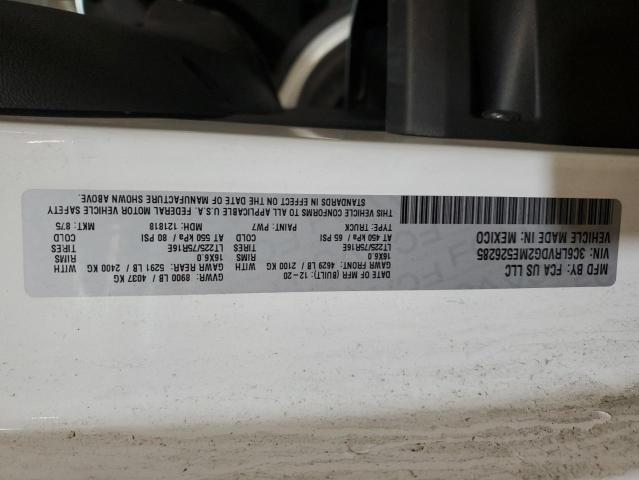 MFD BY: FCA US LLC
DATE OF MFR (BUILT): 12-20 GVWR: 8900 LB / 4037 KG
GAWR FRONT: 4629 LB / 2100 KG WITH GAWR REAR: 5291 LB / 2400 KG WITH
16X6.0 RIMS 16X6.0 RIMS
LT225/75R16E TIRES LT225/75R16E TIRES
AT 450 kPa / 65 PSI COLD AT 550 kPa / 80 PSI COLD
VIN: 3C6LRVDG2ME526285 TYPE: TRUCK PAINT: PW7 MDH: 121818 MKT: 875
VEHICLE MADE IN: MEXICO
THIS VEHICLE CONFORMS TO ALL APPLICABLE U.S.A. FEDERAL MOTOR VEHICLE SAFETY
STANDARDS IN EFFECT ON THE DATE OF MANUFACTURE SHOWN ABOVE.